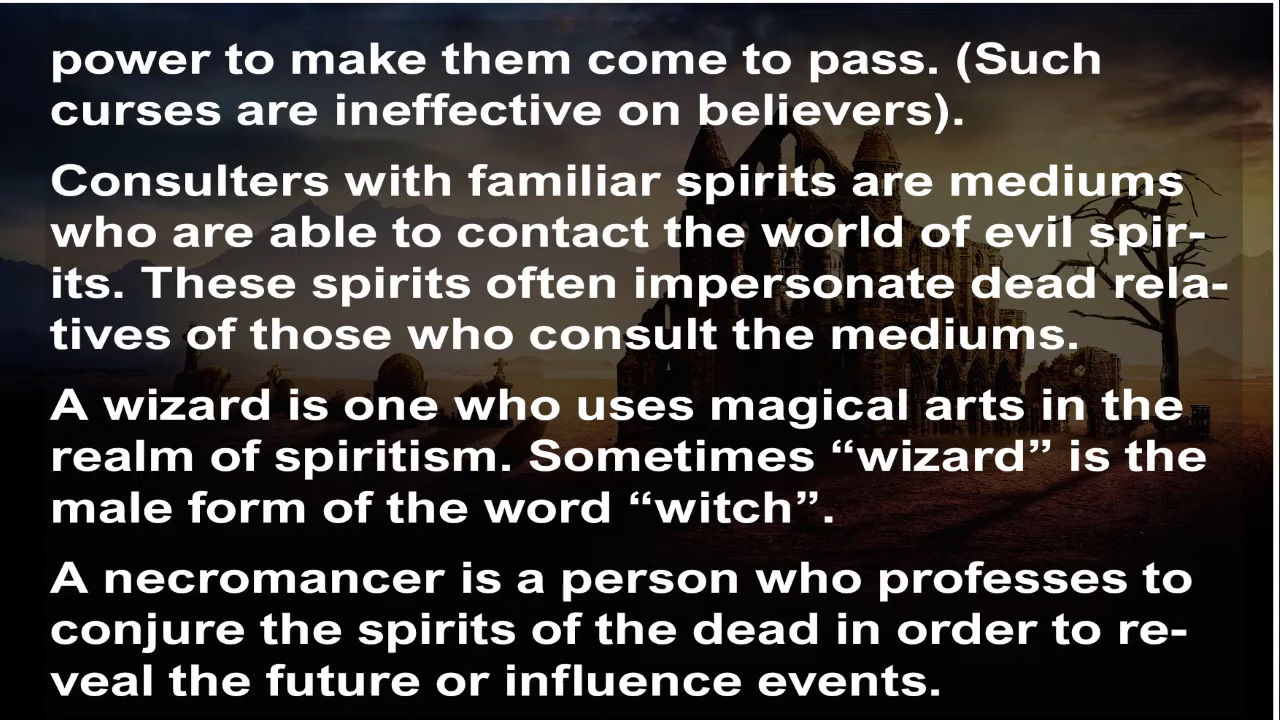 power to make them come to pass. (Such
curses are ineffective on believers).
Consulters with familiar spirits are mediums
who are able to contact the world of evil spir-
its. These spirits often impersonate dead rela-
tives of those who consult the mediums.
A wizard is one who uses magical arts in the
realm of spiritism. Sometimes “wizard” is the
male form of the word “witch”.
A necromancer is a person who professes to
conjure the spirits of the dead in order to re-
veal the future or influence events.